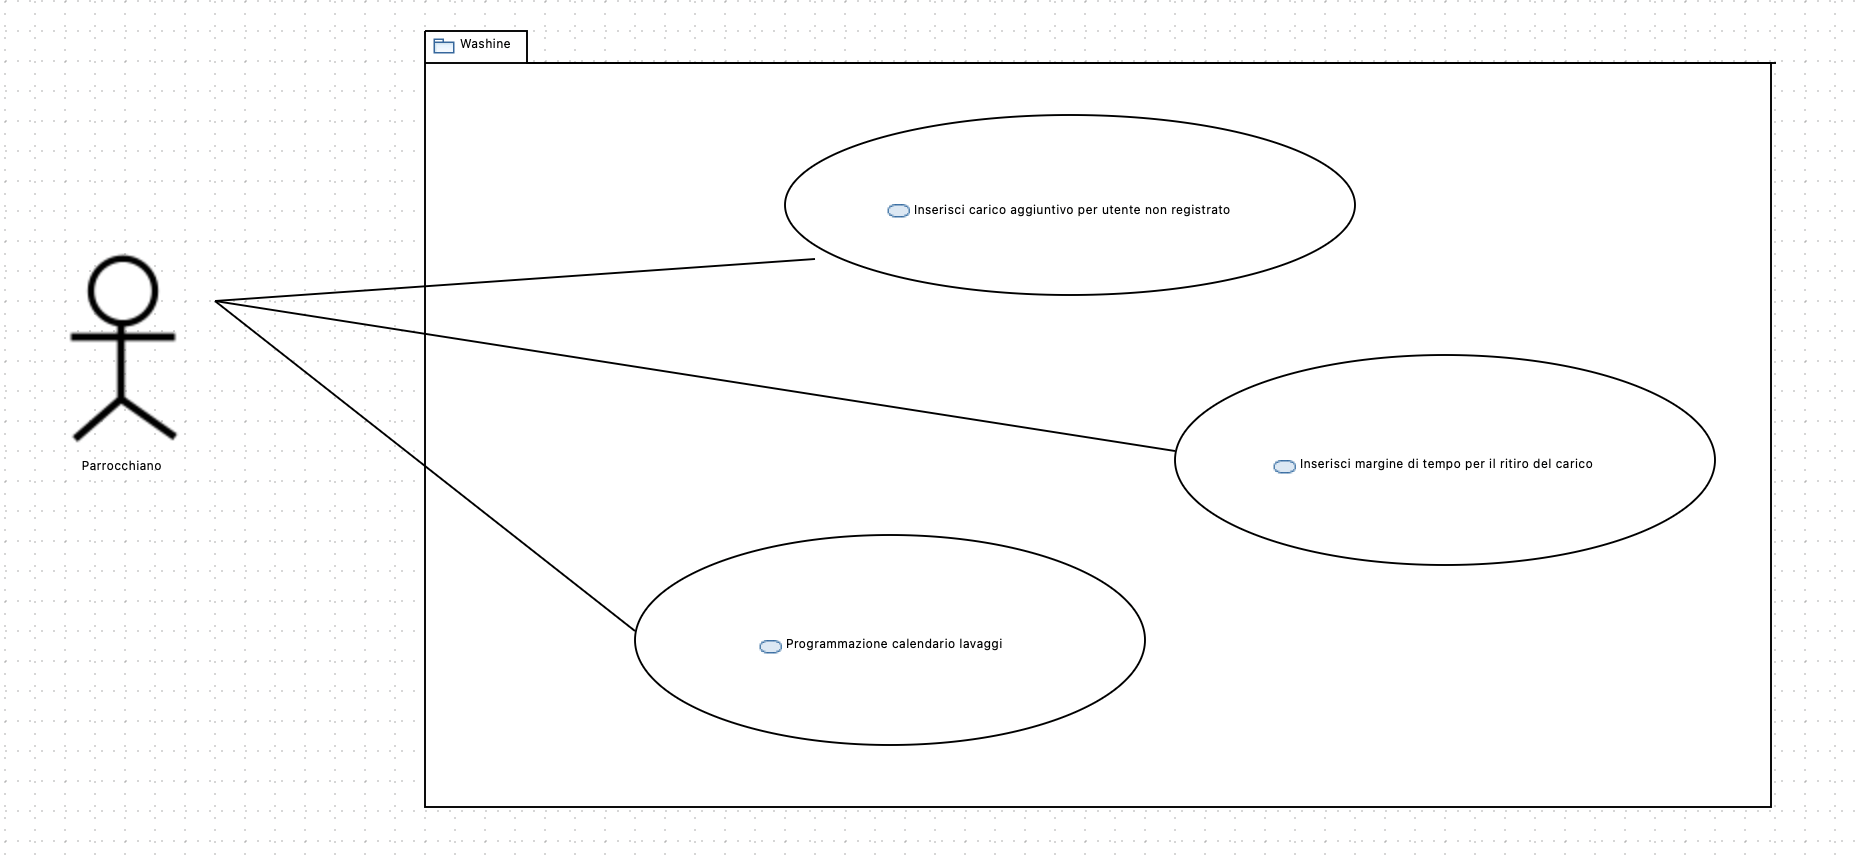 Washine
Inserisci carico aggiuntivo per utente non registrato
Parrocchiano
Inserisci margine di tempo per il ritiro del carico
Programmazione calendario lavaggi